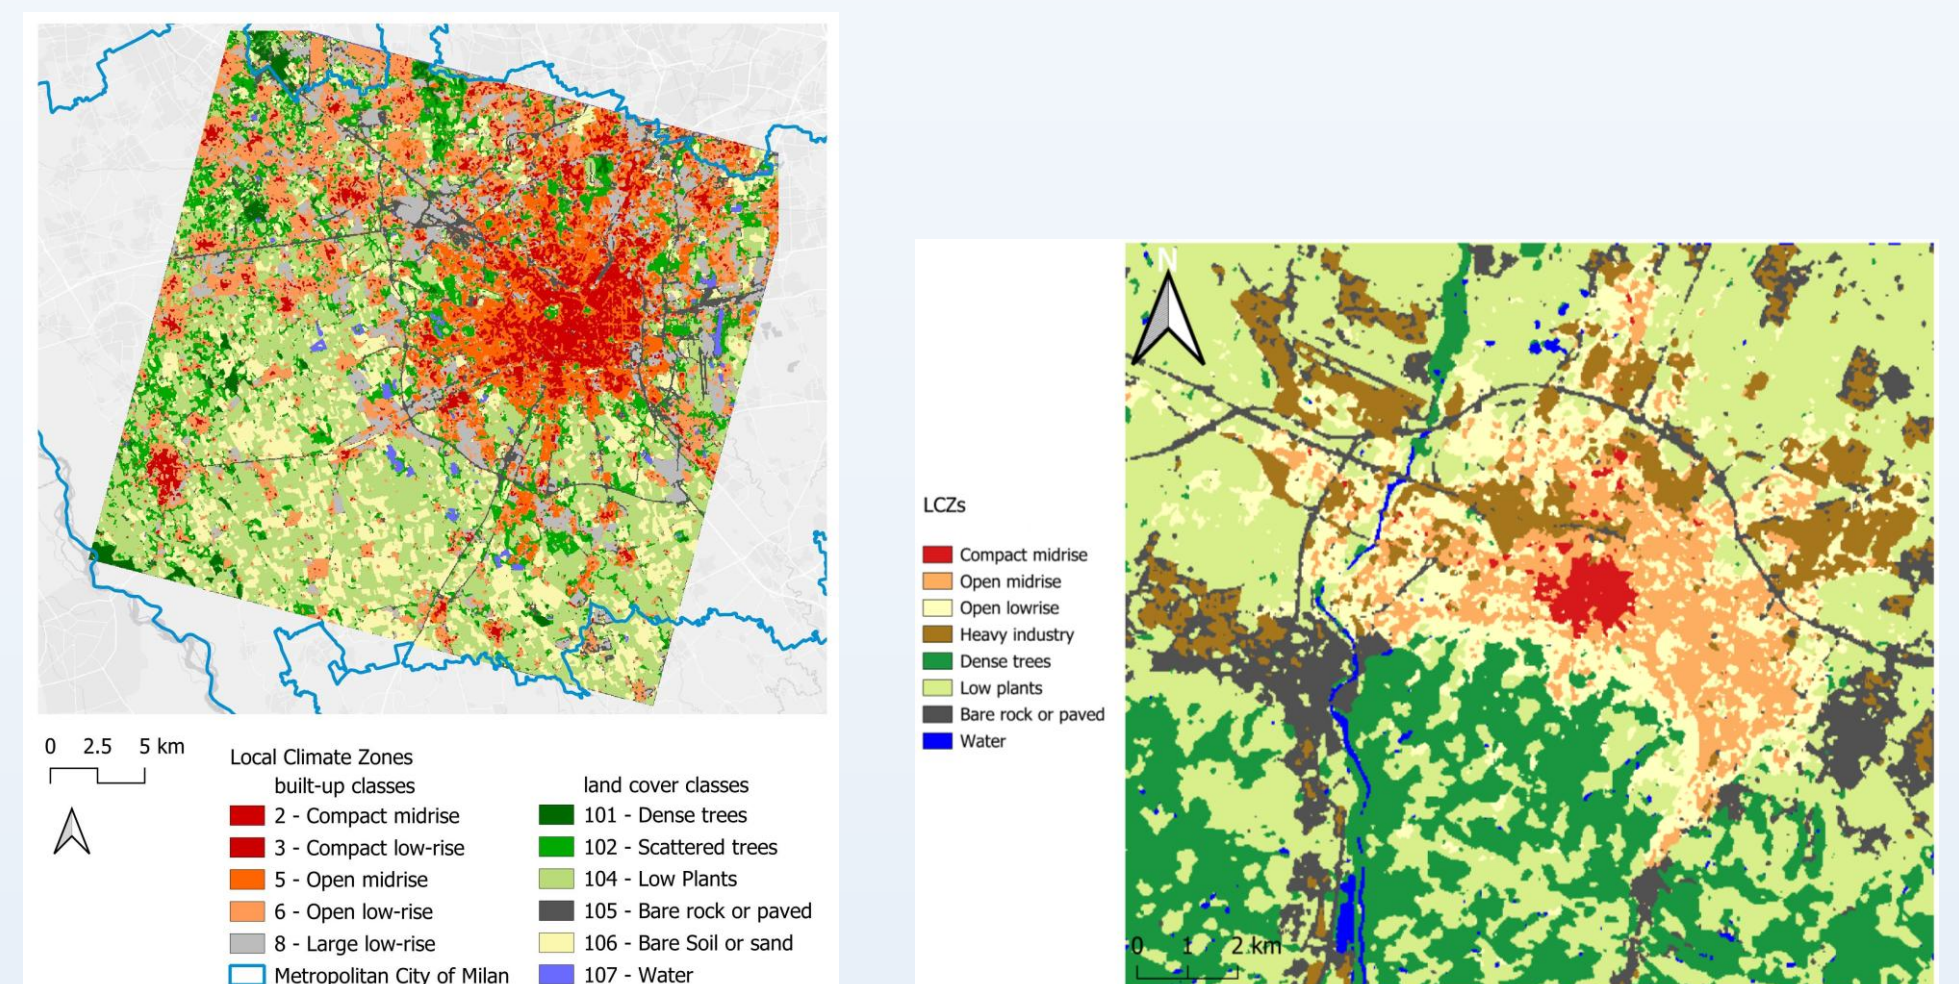 0 2.5 5 km
Local Climate Zones
built-up classes
2 - Compact midrise
3 - Compact low-rise
5 - Open midrise
6 - Open low-rise
8 - Large low-rise
Metropolitan City of Milan
land cover classes
101 - Dense trees
102 - Scattered trees
104 - Low Plants
105 - Bare rock or paved
106 - Bare Soil or sand
107 - Water
LCZs
Compact midrise
Open midrise
Open lowrise
Heavy industry
Dense trees
Low plants
Bare rock or paved
Water
N
0 1 2 km